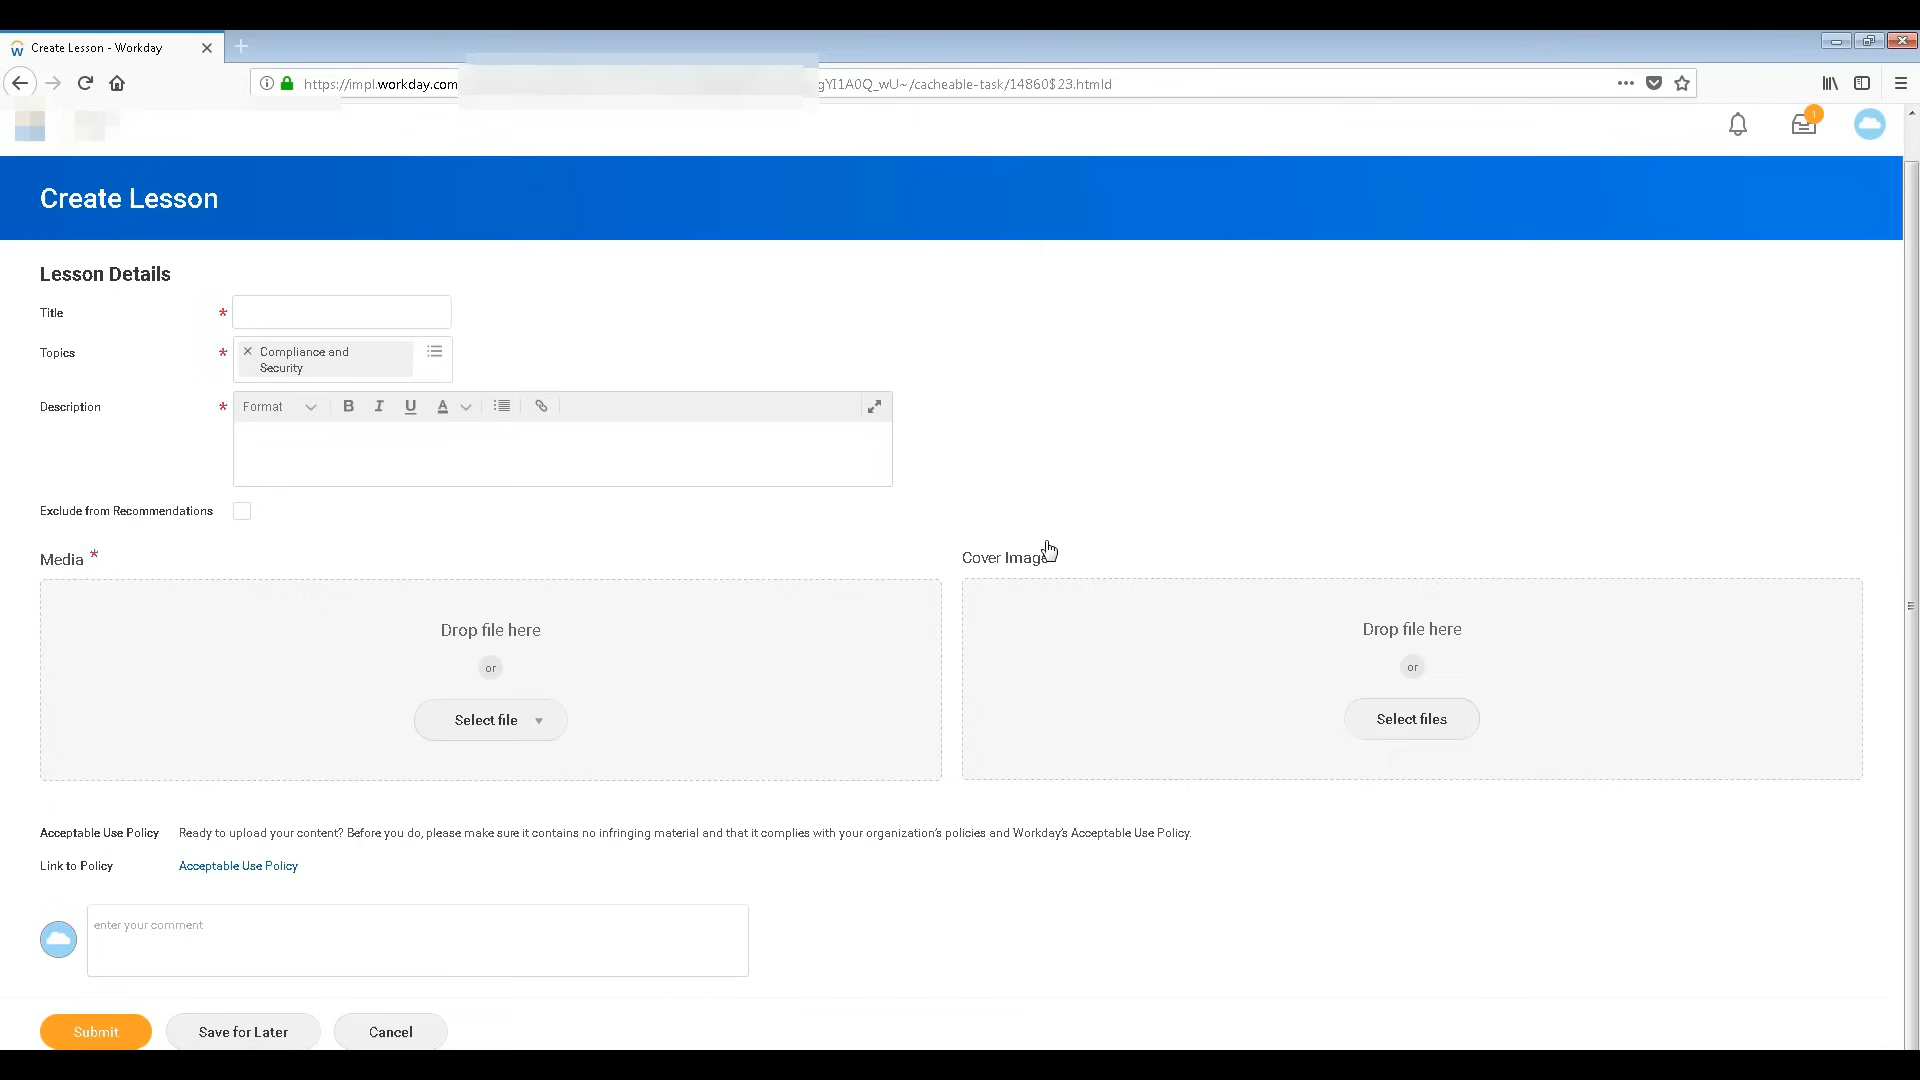 Create Lesson - Workday
https://impl.workday.com
gYI1A0Q_wU~/cacheable-task/14860$23.htmld
1
Create Lesson
Lesson Details
Title *
Topics * × Compliance and
Security
Description * Format B I U A
Exclude from Recommendations
Media *
Cover Image
Drop file here
or
Select file
Drop file here
or
Select files
Acceptable Use Policy Ready to upload your content? Before you do, please make sure it contains no infringing material and that it complies with your organization's policies and Workday's Acceptable Use Policy.
Link to Policy Acceptable Use Policy
enter your comment
Submit Save for Later Cancel